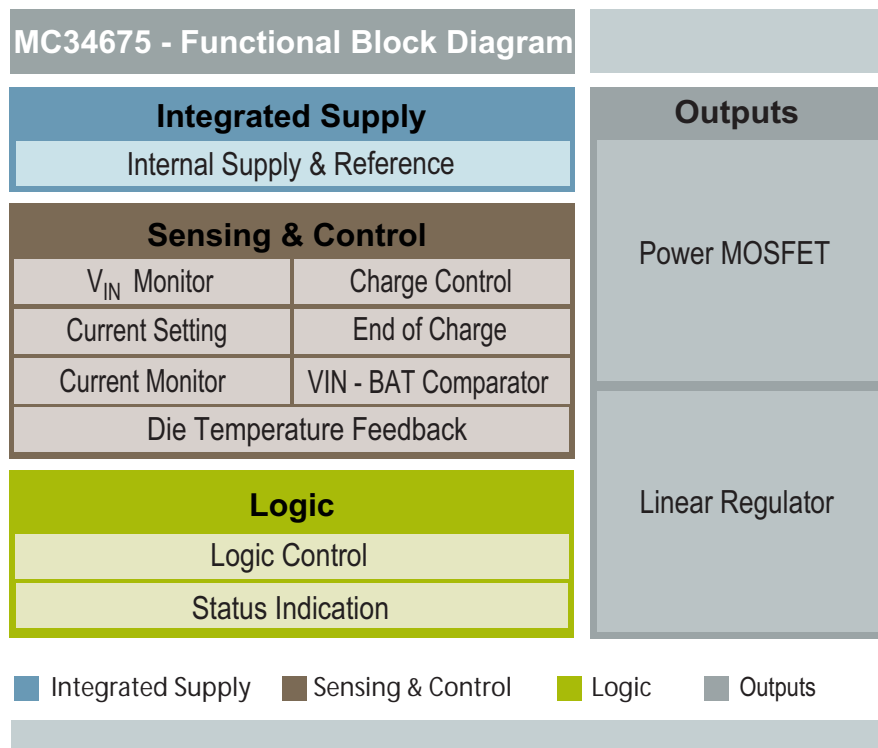 MC34675 - Functional Block Diagram
Integrated Supply
Internal Supply & Reference
Sensing & Control
VIN Monitor
Charge Control
Current Setting
End of Charge
Current Monitor
VIN - BAT Comparator
Die Temperature Feedback
Logic
Logic Control
Status Indication
Outputs
Power MOSFET
Linear Regulator
Integrated Supply
Sensing & Control
Logic
Outputs